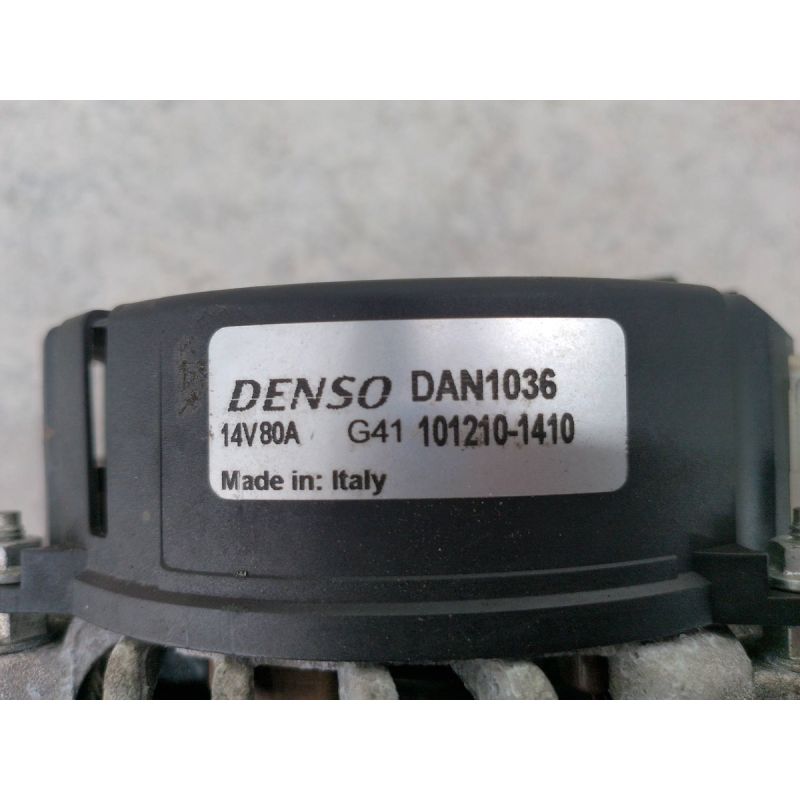 DENSO DAN1036
14V80A G41 101210-1410
Made in: Italy